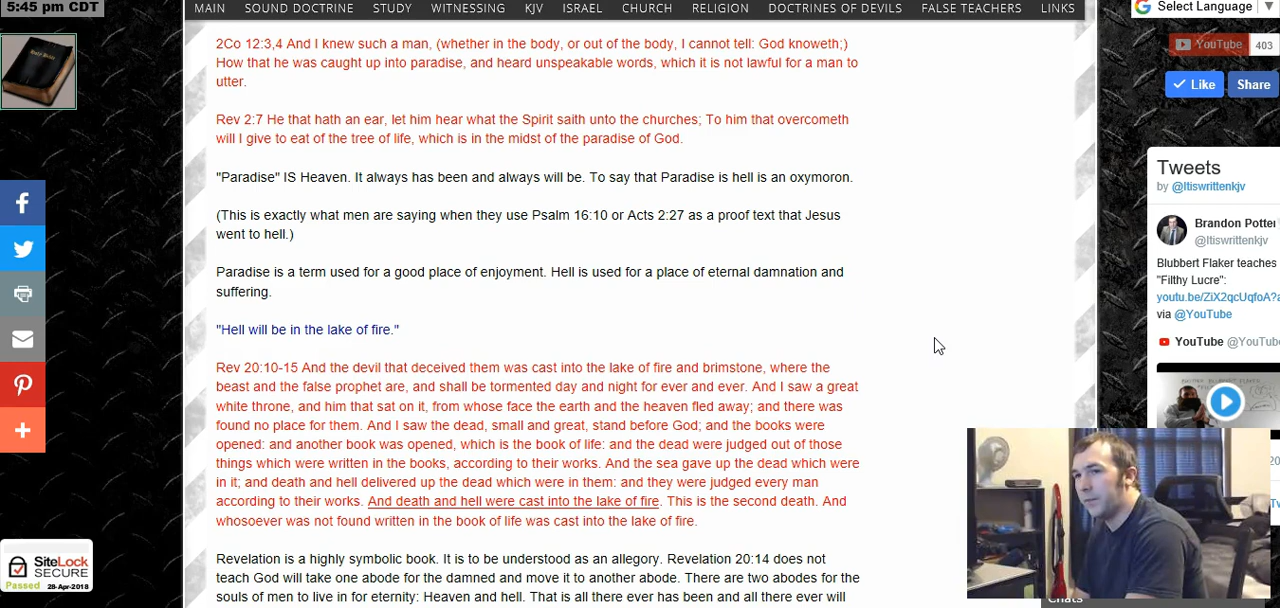 5:45 pm CDT
MAIN SOUND DOCTRINE STUDY WITNESSING KJV ISRAEL CHURCH RELIGION DOCTRINES OF DEVILS FALSE TEACHERS LINKS
Select Language
YouTube 403
Like Share
2Co 12:3,4 And I knew such a man, (whether in the body, or out of the body, I cannot tell: God knoweth;)
How that he was caught up into paradise, and heard unspeakable words, which it is not lawful for a man to
utter.
Rev 2:7 He that hath an ear, let him hear what the Spirit saith unto the churches; To him that overcometh
will I give to eat of the tree of life, which is in the midst of the paradise of God.
"Paradise" IS Heaven. It always has been and always will be. To say that Paradise is hell is an oxymoron.
(This is exactly what men are saying when they use Psalm 16:10 or Acts 2:27 as a proof text that Jesus
went to hell.)
Paradise is a term used for a good place of enjoyment. Hell is used for a place of eternal damnation and
suffering.
"Hell will be in the lake of fire."
Rev 20:10-15 And the devil that deceived them was cast into the lake of fire and brimstone, where the
beast and the false prophet are, and shall be tormented day and night for ever and ever. And I saw a great
white throne, and him that sat on it, from whose face the earth and the heaven fled away; and there was
found no place for them. And I saw the dead, small and great, stand before God; and the books were
opened: and another book was opened, which is the book of life: and the dead were judged out of those
things which were written in the books, according to their works. And the sea gave up the dead which were
in it; and death and hell delivered up the dead which were in them: and they were judged every man
according to their works. And death and hell were cast into the lake of fire. This is the second death. And
whosoever was not found written in the book of life was cast into the lake of fire.
Revelation is a highly symbolic book. It is to be understood as an allegory. Revelation 20:14 does not
teach God will take one abode for the damned and move it to another abode. There are two abodes for the
souls of men to live in for eternity: Heaven and hell. That is all there ever has been and all there ever will
Tweets
by @Itiswrittenkjv
Brandon Potter
@Itiswrittenkjv
Blubbert Flaker teaches
"Filthy Lucre":
youtu.be/ZiX2qcUqfoA?a
via @YouTube
YouTube @YouTube
SiteLock
SECURE
Passed 28-Apr-2018
Chats